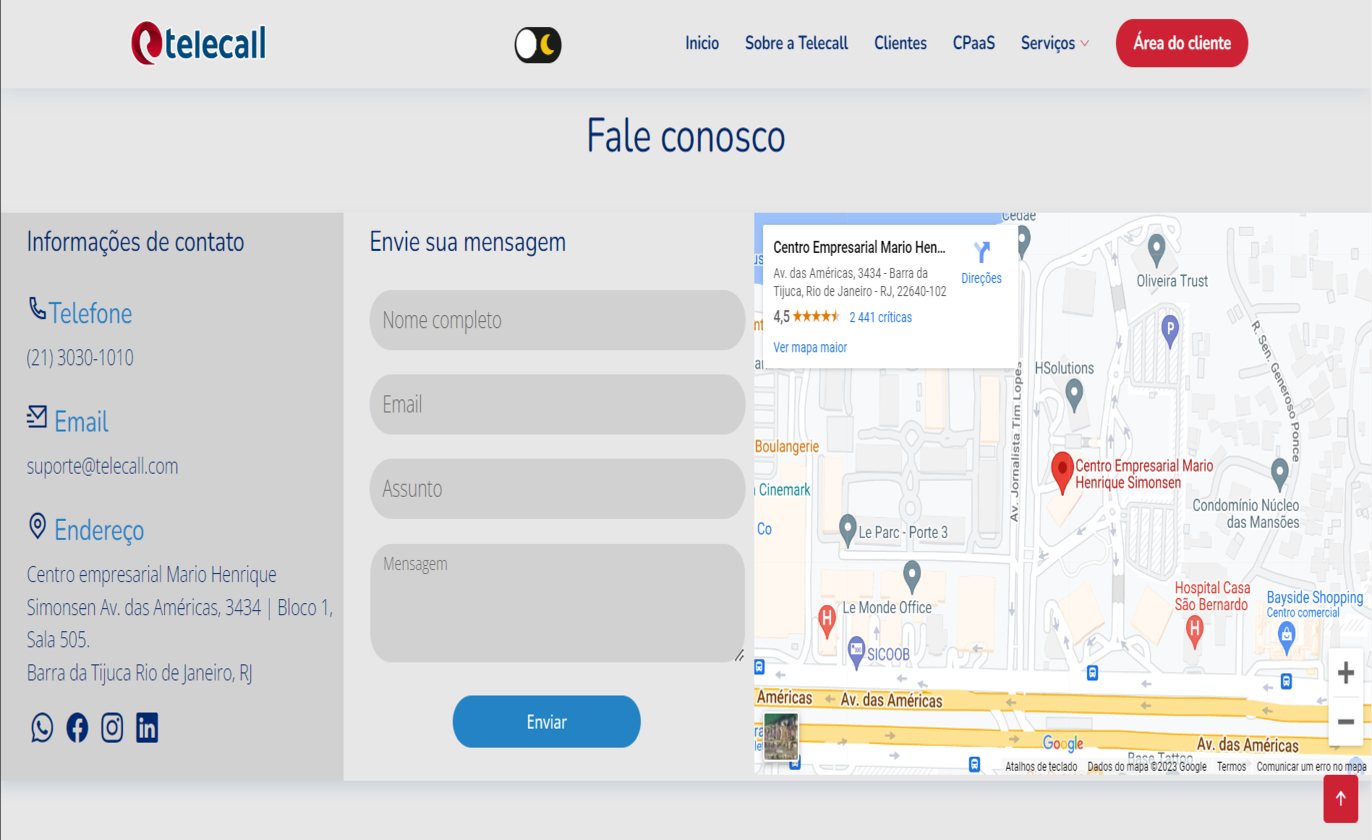 telecall
Inicio
Sobre a Telecall
Clientes
CPaaS
Serviços
Área do cliente
Fale conosco
Informações de contato
Telefone
(21) 3030-1010
Email
suporte@telecall.com
Endereço
Centro empresarial Mario Henrique
Simonsen Av. das Américas, 3434 | Bloco 1,
Sala 505.
Barra da Tijuca Rio de Janeiro, RJ
Envie sua mensagem
Nome completo
Email
Assunto
Mensagem
Enviar
Cedae
Centro Empresarial Mario Hen...
Av. das Américas, 3434 - Barra da
Tijuca, Rio de Janeiro - RJ, 22640-102
Direções
4,5
2 441 críticas
Ver mapa maior
Oliveira Trust
P
R. Sen. Generoso Ponce
HSolutions
Av. Jornalista Tim Lopes
Boulangerie
Cinemark
Co
Centro Empresarial Mario
Henrique Simonsen
Condomínio Núcleo
das Mansões
Le Parc - Porte 3
Le Monde Office
H
SICOOB
Hospital Casa
São Bernardo
H
Bayside Shopping
Centro comercial
Américas
Av. das Américas
Av. das Américas
Google
Base Tattoo
Atalhos de teclado
Dados do mapa ©2023 Google
Termos
Comunicar um erro no mapa